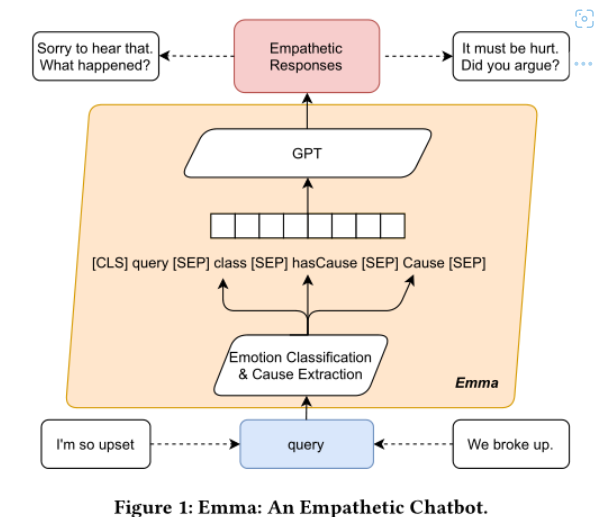 Sorry to hear that.
What happened?
Empathetic
Responses
It must be hurt.
Did you argue?
GPT
[CLS] query [SEP] class [SEP] hasCause [SEP] Cause [SEP]
Emotion Classification
& Cause Extraction
Emma
I'm so upset
query
We broke up.
Figure 1: Emma: An Empathetic Chatbot.